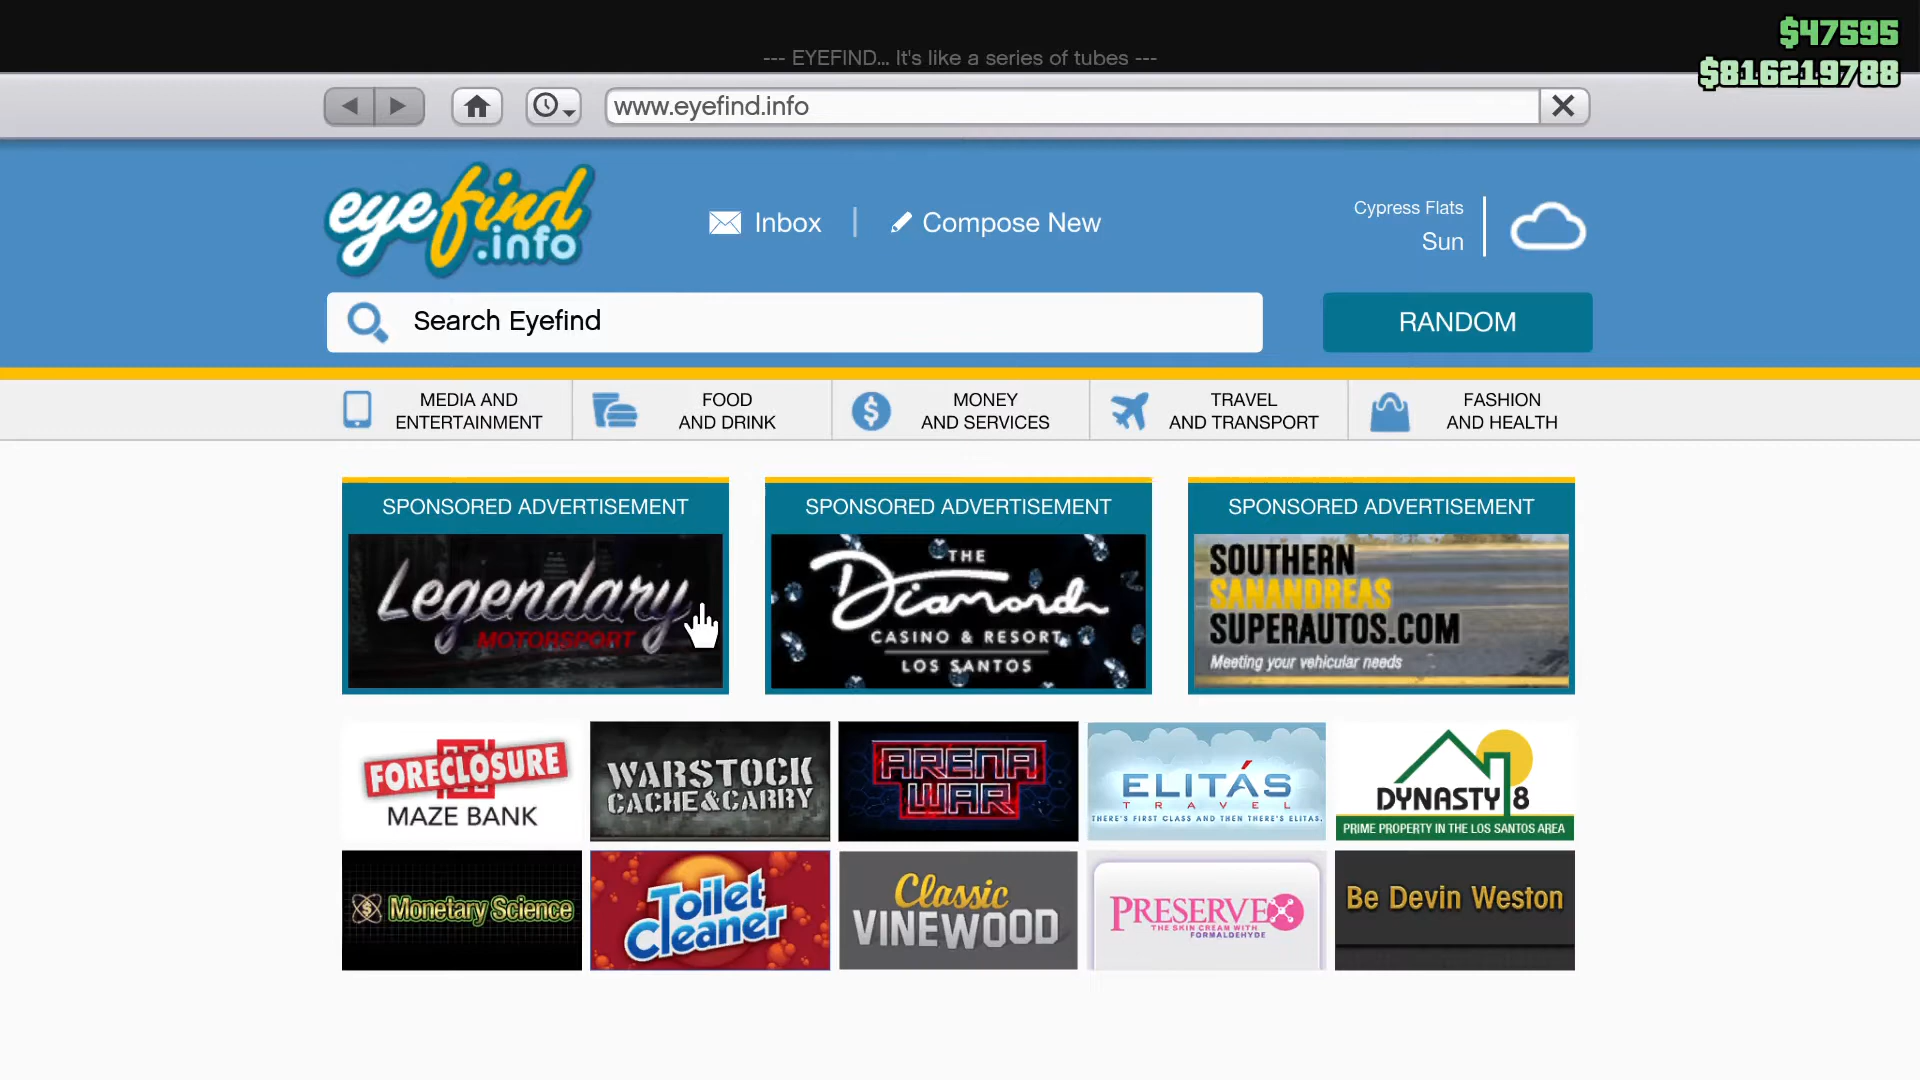 $47595
--- EYEFIND... It's like a series of tubes ---
$816219788
www.eyefind.info
eyefind
.info
Inbox
Compose New
Cypress Flats
Sun
Search Eyefind
RANDOM
MEDIA AND
ENTERTAINMENT
FOOD
AND DRINK
MONEY
AND SERVICES
TRAVEL
AND TRANSPORT
FASHION
AND HEALTH
SPONSORED ADVERTISEMENT
Legendary
MOTORSPORT
SPONSORED ADVERTISEMENT
THE
Diamond
CASINO & RESORT
LOS SANTOS
SPONSORED ADVERTISEMENT
SOUTHERN
SANANDREAS
SUPERAUTOS.COM
Meeting your vehicular needs
FORECLOSURE
MAZE BANK
WARSTOCK
CACHE&CARRY
ARENA
WAR
ELITÁS
TRAVEL
THERE'S FIRST CLASS AND THEN THERE'S ELITAS.
DYNASTY 8
PRIME PROPERTY IN THE LOS SANTOS AREA
Monetary Science
Toilet
Cleaner
Classic
VINEWOOD
PRESERVEX
THE SKIN CREAM WITH
FORMALDEHYDE
Be Devin Weston